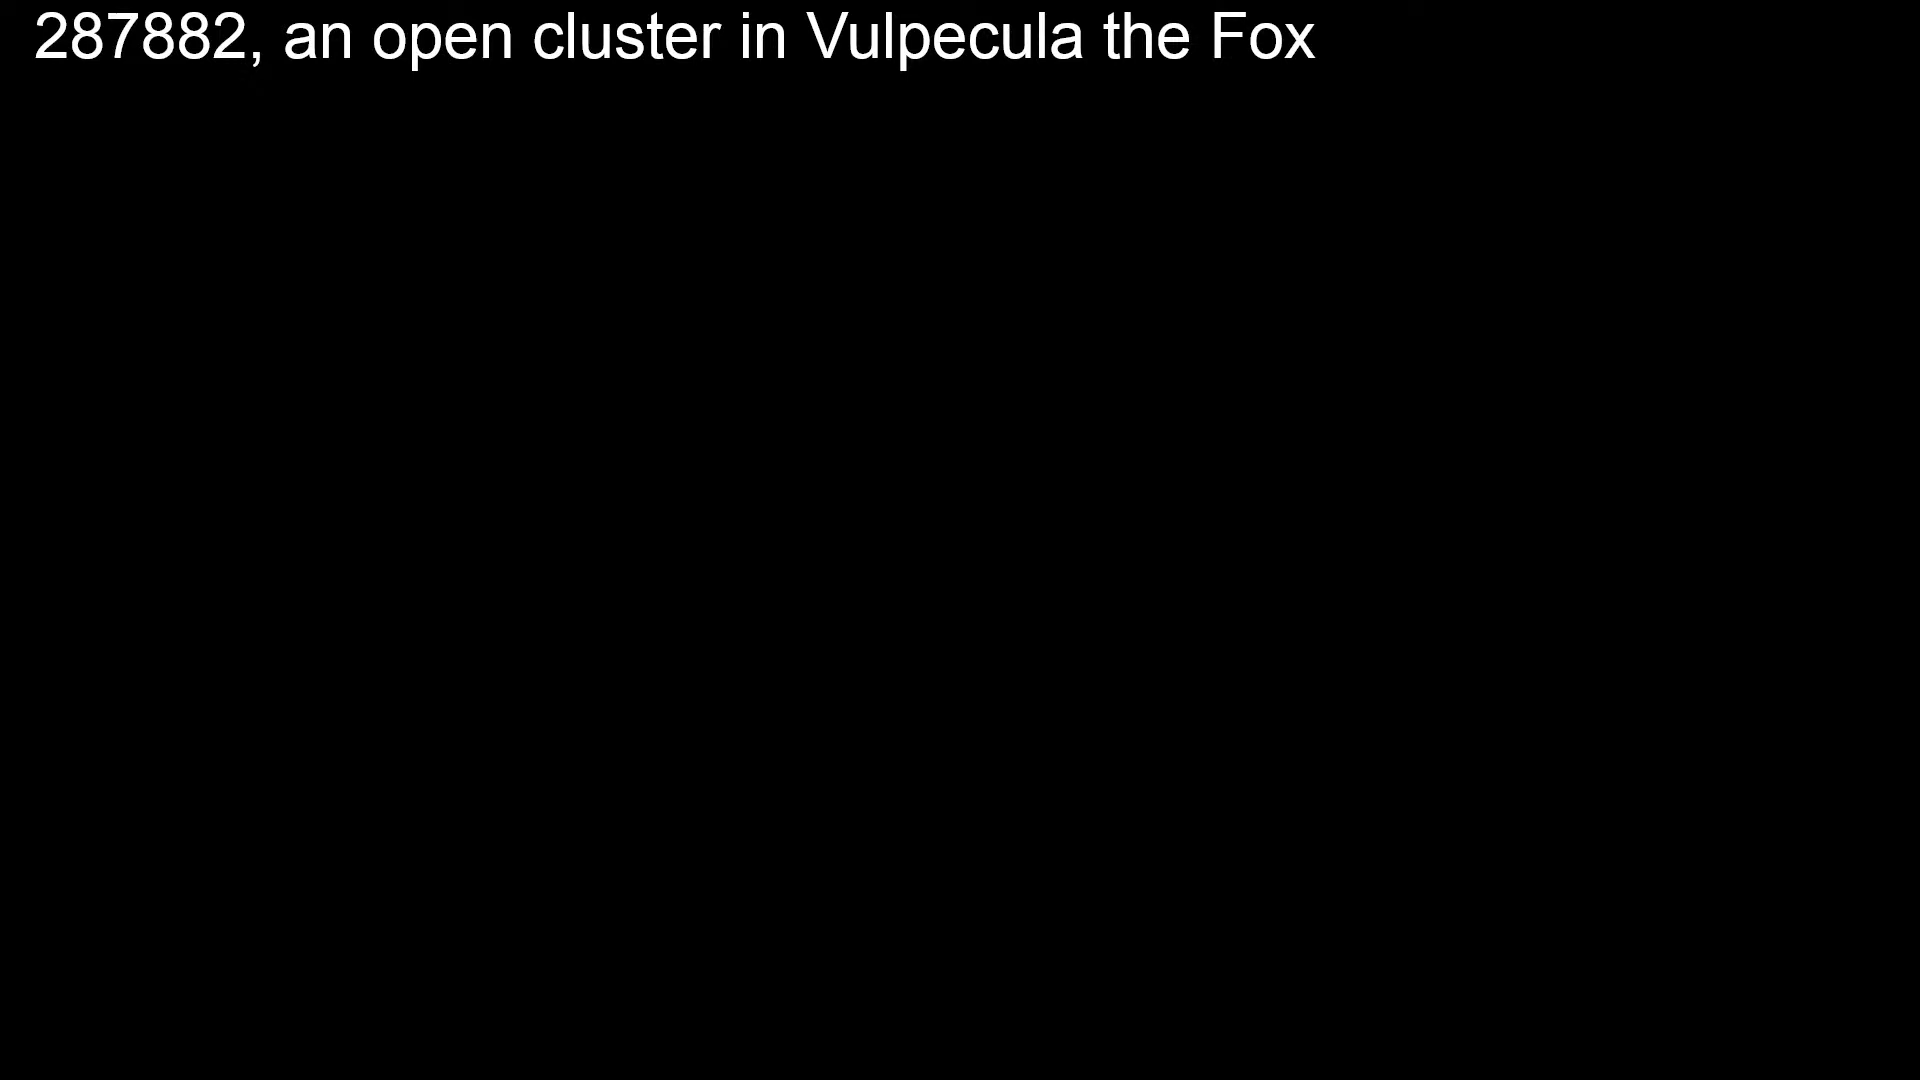 287882, an open cluster in Vulpecula the Fox